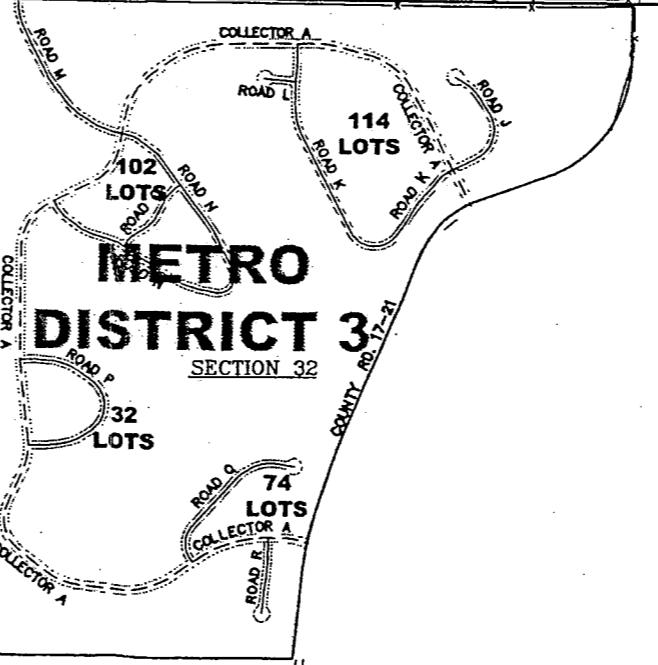 COLLECTOR A
ROAD M
ROAD L
ROAD J
COLLECTOR A
114
LOTS
ROAD K
ROAD K
102
LOTS
ROAD N
ROAD
METRO
DISTRICT 3
SECTION 32
COLLECTOR A
COUNTY RD. 17-21
ROAD P
32
LOTS
ROAD Q
74
LOTS
COLLECTOR A
ROAD R
COLLECTOR A